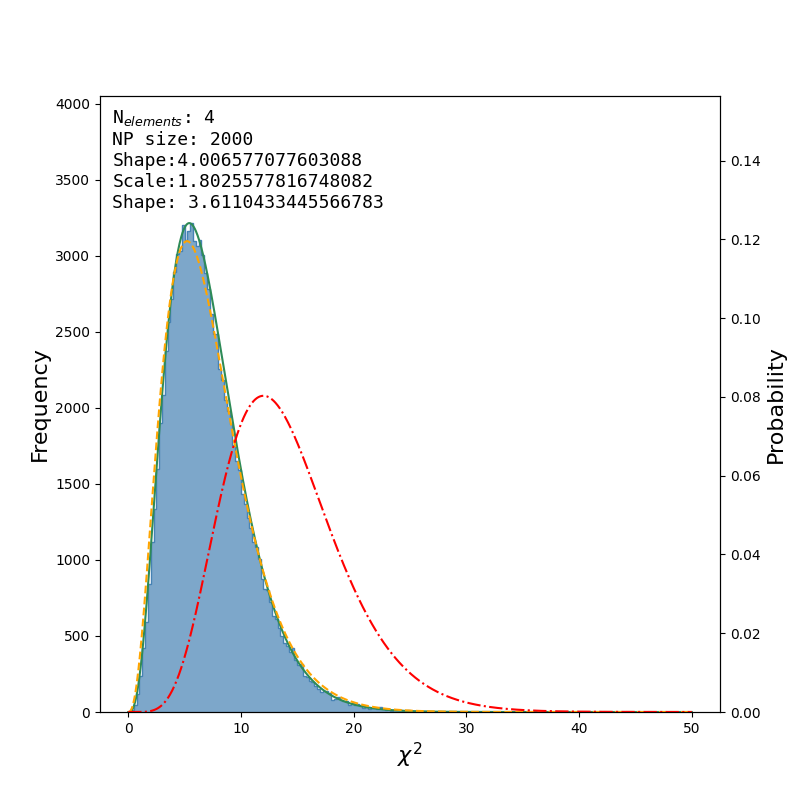 N_elements: 4
NP size: 2000
Shape:4.006577077603088
Scale:1.8025577816748082
Shape: 3.6110433445566783
4000
3500
3000
2500
2000
1500
1000
500
0
Frequency
0.14
0.12
0.10
0.08
0.06
0.04
0.02
0.00
Probability
0 10 20 30 40 50
χ²